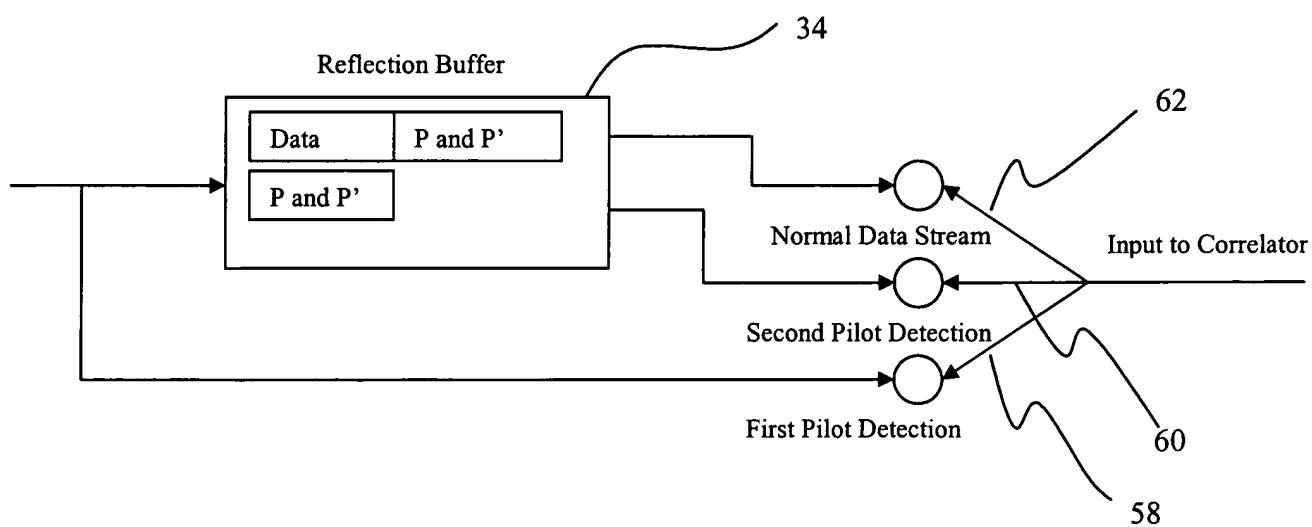 34
Reflection Buffer
62
Data
P and P'
P and P'
Normal Data Stream
Input to Correlator
Second Pilot Detection
First Pilot Detection
60
58